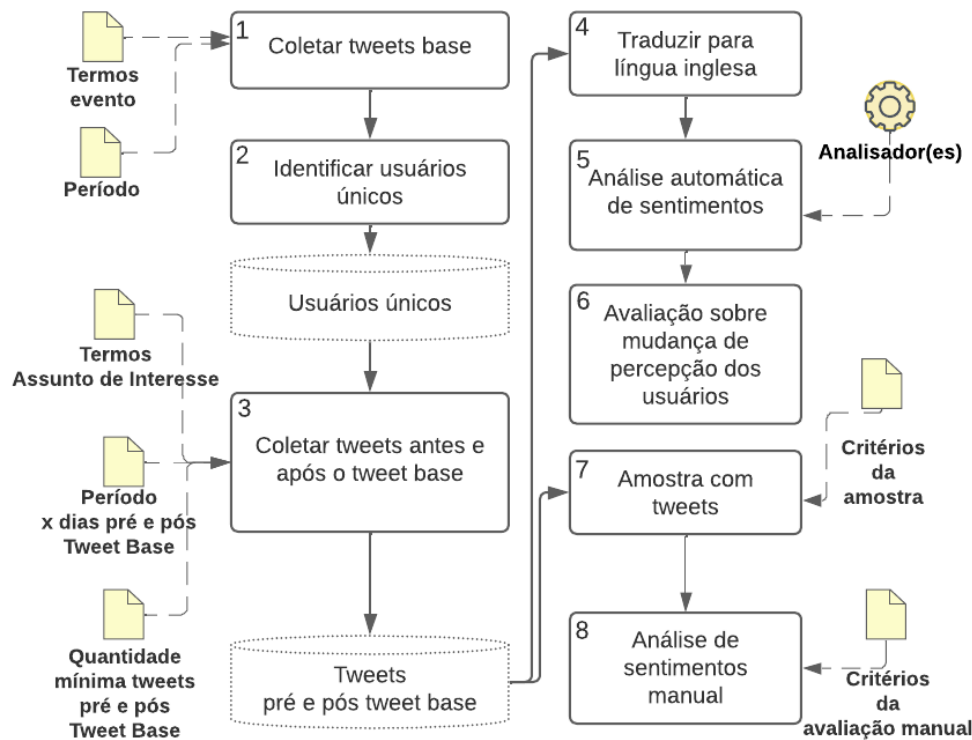 Termos
evento
Período
1
Coletar tweets base
2
Identificar usuários
únicos
Usuários únicos
Termos
Assunto de Interesse
Período
x dias pré e pós
Tweet Base
Quantidade
mínima tweets
pré e pós
Tweet Base
3
Coletar tweets antes e
após o tweet base
Tweets
pré e pós tweet base
4
Traduzir para
língua inglesa
Analisador(es)
5
Análise automática
de sentimentos
6
Avaliação sobre
mudança de
percepção dos
usuários
7
Amostra com
tweets
Critérios
da
amostra
8
Análise de
sentimentos
manual
Critérios
da
avaliação manual